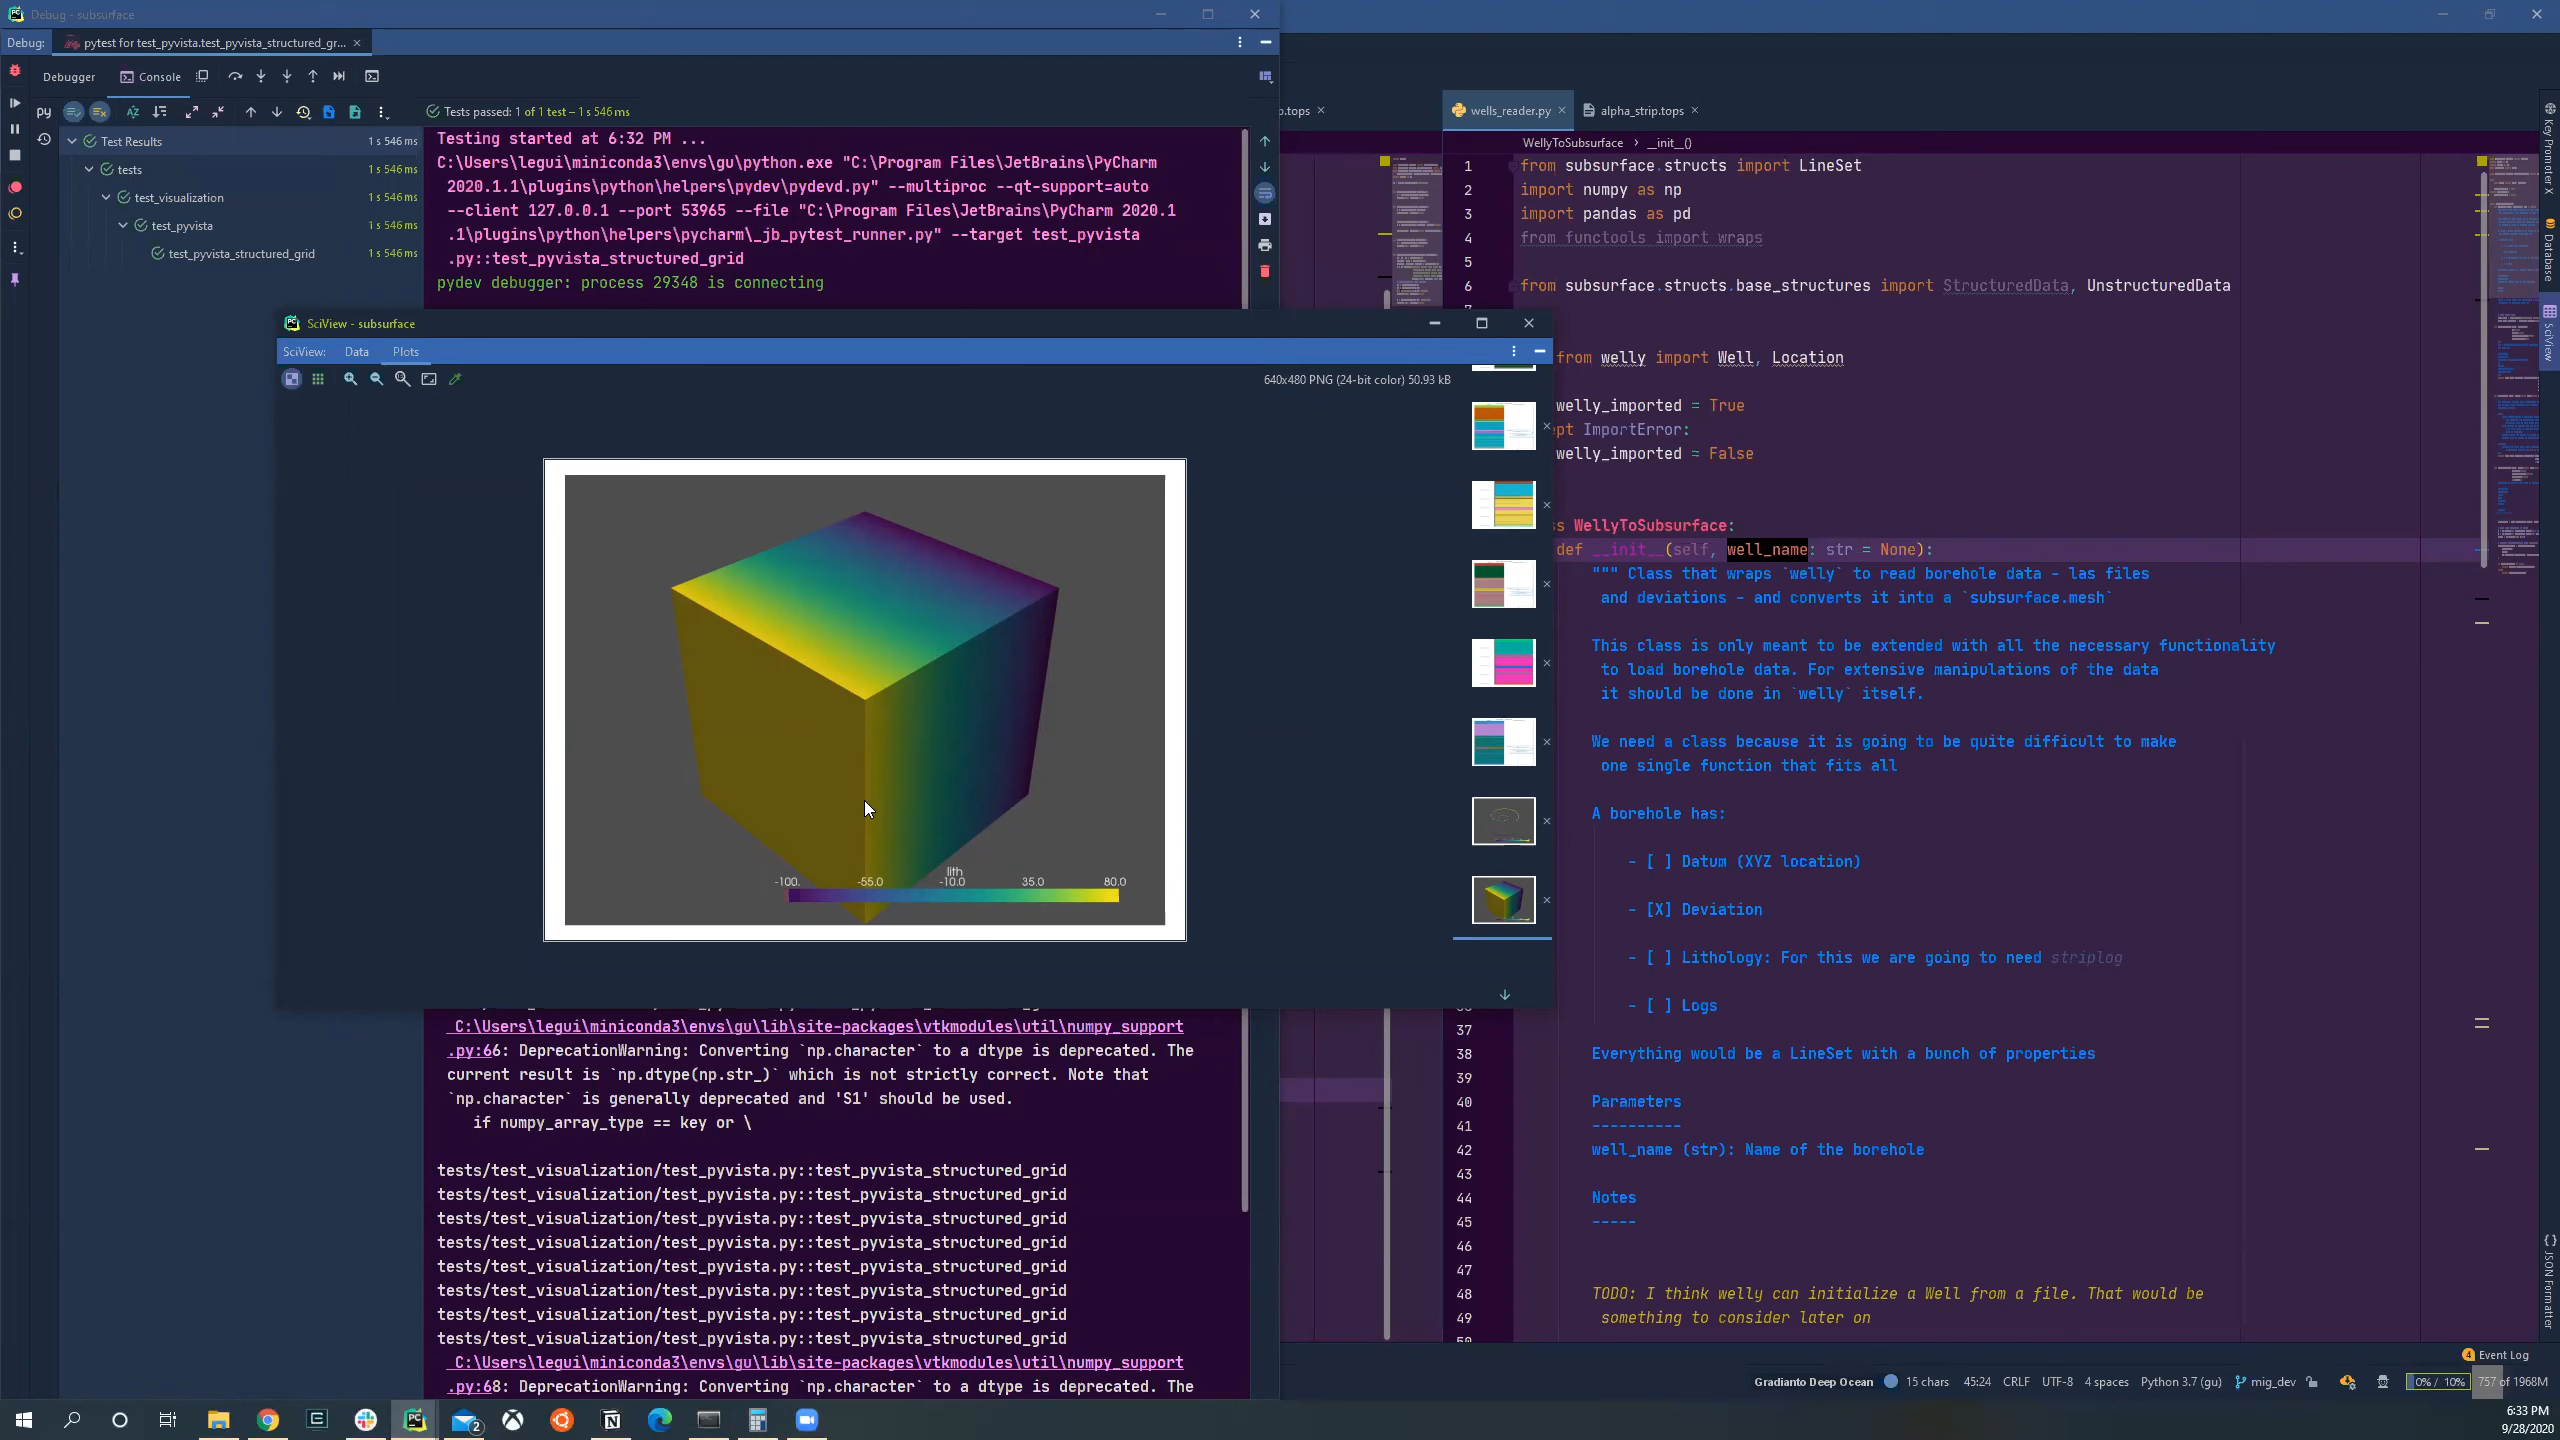 Debug - subsurface
Debug:
pytest for test_pyvista.test_pyvista_structured_gr...
Debugger
Console
Tests passed: 1 of 1 test – 1 s 546 ms
Test Results 1 s 546 ms
tests 1 s 546 ms
test_visualization 1 s 546 ms
test_pyvista 1 s 546 ms
test_pyvista_structured_grid 1 s 546 ms
Testing started at 6:32 PM ...
C:\Users\legui\miniconda3\envs\gu\python.exe "C:\Program Files\JetBrains\PyCharm
2020.1.1\plugins\python\helpers\pydev\pydevd.py" --multiproc --qt-support=auto
--client 127.0.0.1 --port 53965 --file "C:\Program Files\JetBrains\PyCharm 2020.1
.1\plugins\python\helpers\pycharm\_jb_pytest_runner.py" --target test_pyvista
.py::test_pyvista_structured_grid
pydev debugger: process 29348 is connecting
SciView - subsurface
SciView:
Data
Plots
640x480 PNG (24-bit color) 50.93 kB
lith
-100. -55.0 -10.0 35.0 80.0
C:\Users\legui\miniconda3\envs\gu\lib\site-packages\vtkmodules\util\numpy_support
.py:66: DeprecationWarning: Converting `np.character` to a dtype is deprecated. The
current result is `np.dtype(np.str_)` which is not strictly correct. Note that
`np.character` is generally deprecated and 'S1' should be used.
if numpy_array_type == key or \
tests/test_visualization/test_pyvista.py::test_pyvista_structured_grid
tests/test_visualization/test_pyvista.py::test_pyvista_structured_grid
tests/test_visualization/test_pyvista.py::test_pyvista_structured_grid
tests/test_visualization/test_pyvista.py::test_pyvista_structured_grid
tests/test_visualization/test_pyvista.py::test_pyvista_structured_grid
tests/test_visualization/test_pyvista.py::test_pyvista_structured_grid
tests/test_visualization/test_pyvista.py::test_pyvista_structured_grid
tests/test_visualization/test_pyvista.py::test_pyvista_structured_grid
C:\Users\legui\miniconda3\envs\gu\lib\site-packages\vtkmodules\util\numpy_support
.py:68: DeprecationWarning: Converting `np.character` to a dtype is deprecated. The
p.tops
wells_reader.py
alpha_strip.tops
WellyToSubsurface › __init__()
1 from subsurface.structs import LineSet
2 import numpy as np
3 import pandas as pd
4 from functools import wraps
5
6 from subsurface.structs.base_structures import StructuredData, UnstructuredData
from welly import Well, Location
welly_imported = True
pt ImportError:
welly_imported = False
s WellyToSubsurface:
def __init__(self, well_name: str = None):
""" Class that wraps `welly` to read borehole data - las files
and deviations - and converts it into a `subsurface.mesh`
This class is only meant to be extended with all the necessary functionality
to load borehole data. For extensive manipulations of the data
it should be done in `welly` itself.
We need a class because it is going to be quite difficult to make
one single function that fits all
A borehole has:
- [ ] Datum (XYZ location)
- [X] Deviation
- [ ] Lithology: For this we are going to need striplog
- [ ] Logs
37
38 Everything would be a LineSet with a bunch of properties
39
40 Parameters
41 ----------
42 well_name (str): Name of the borehole
43
44 Notes
45 -----
46
47
48 TODO: I think welly can initialize a Well from a file. That would be
49 something to consider later on
50
Key Promoter X
Database
SciView
JSON Formatter
4 Event Log
Gradianto Deep Ocean
15 chars
45:24
CRLF
UTF-8
4 spaces
Python 3.7 (gu)
mig_dev
0% / 10%
757 of 1968M
2
6:33 PM
9/28/2020